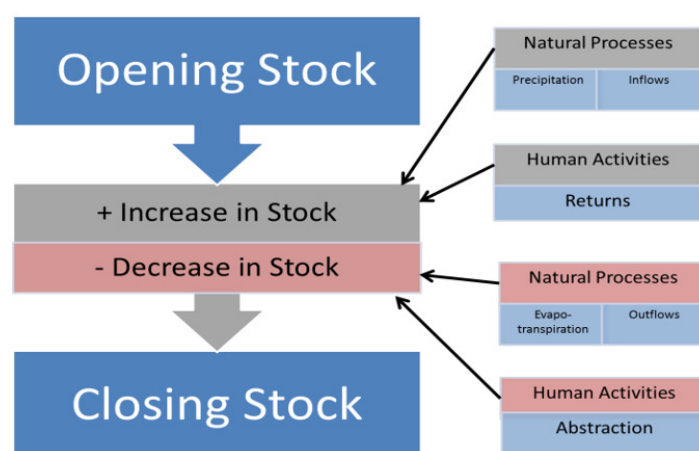 Opening Stock
+ Increase in Stock
- Decrease in Stock
Closing Stock
Natural Processes
Precipitation
Inflows
Human Activities
Returns
Natural Processes
Evapo-
transpiration
Outflows
Human Activities
Abstraction